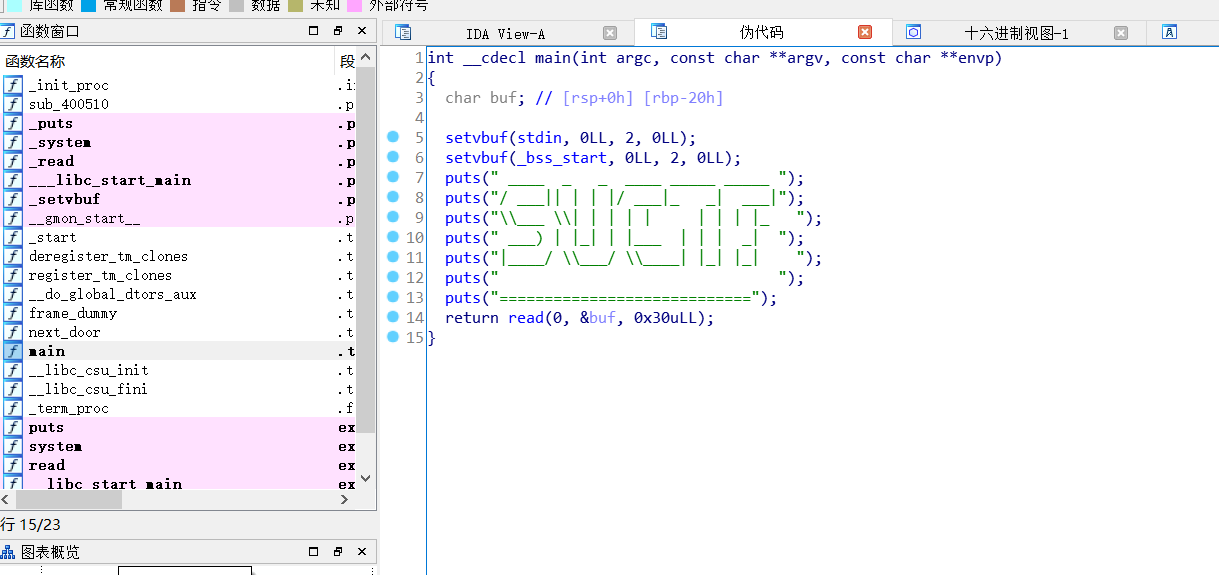 库函数 常规函数 指令 数据 未知 外部符号
函数窗口
函数名称 段
_init_proc .i
sub_400510 .p
_puts .p
_system .p
_read .p
___libc_start_main .p
_setvbuf .p
__gmon_start__ .p
_start .t
deregister_tm_clones .t
register_tm_clones .t
__do_global_dtors_aux .t
frame_dummy .t
next_door .t
main .t
__libc_csu_init .t
__libc_csu_fini .t
_term_proc .f
puts ex
system ex
read ex
__libc_start_main ex
行 15/23
图表概览
IDA View-A 伪代码 十六进制视图-1
1 int __cdecl main(int argc, const char **argv, const char **envp)
2 {
3 char buf; // [rsp+0h] [rbp-20h]
4
5 setvbuf(stdin, 0LL, 2, 0LL);
6 setvbuf(_bss_start, 0LL, 2, 0LL);
7 puts(" ____  _   _  ____ _____ _____ ");
8 puts("/ ___|| | | |/ ___|_   _|  ___|");
9 puts("\\___ \\| | | | |     | | | |_   ");
10 puts(" ___) | |_| | |___  | | |  _|  ");
11 puts("|____/ \\___/ \\____| |_| |_|    ");
12 puts("                               ");
13 puts("============================");
14 return read(0, &buf, 0x30uLL);
15 }